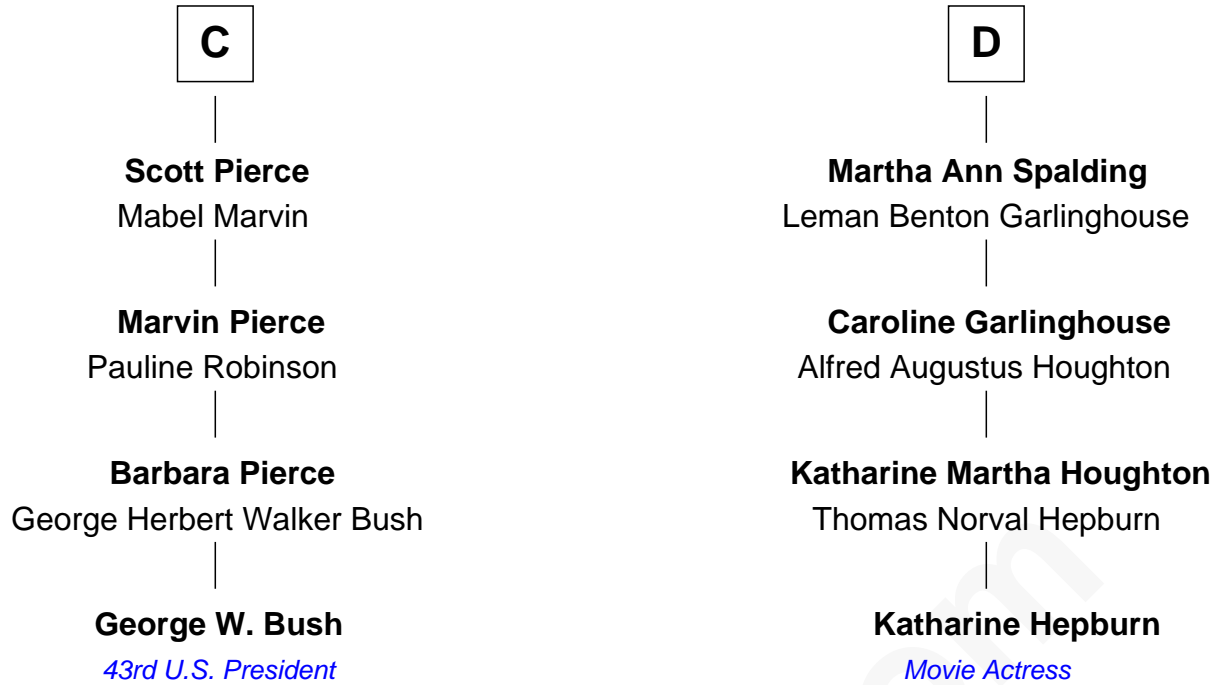 C
Scott Pierce
Mabel Marvin
Marvin Pierce
Pauline Robinson
Barbara Pierce
George Herbert Walker Bush
George W. Bush
43rd U.S. President
D
Martha Ann Spalding
Leman Benton Garlinghouse
Caroline Garlinghouse
Alfred Augustus Houghton
Katharine Martha Houghton
Thomas Norval Hepburn
Katharine Hepburn
Movie Actress